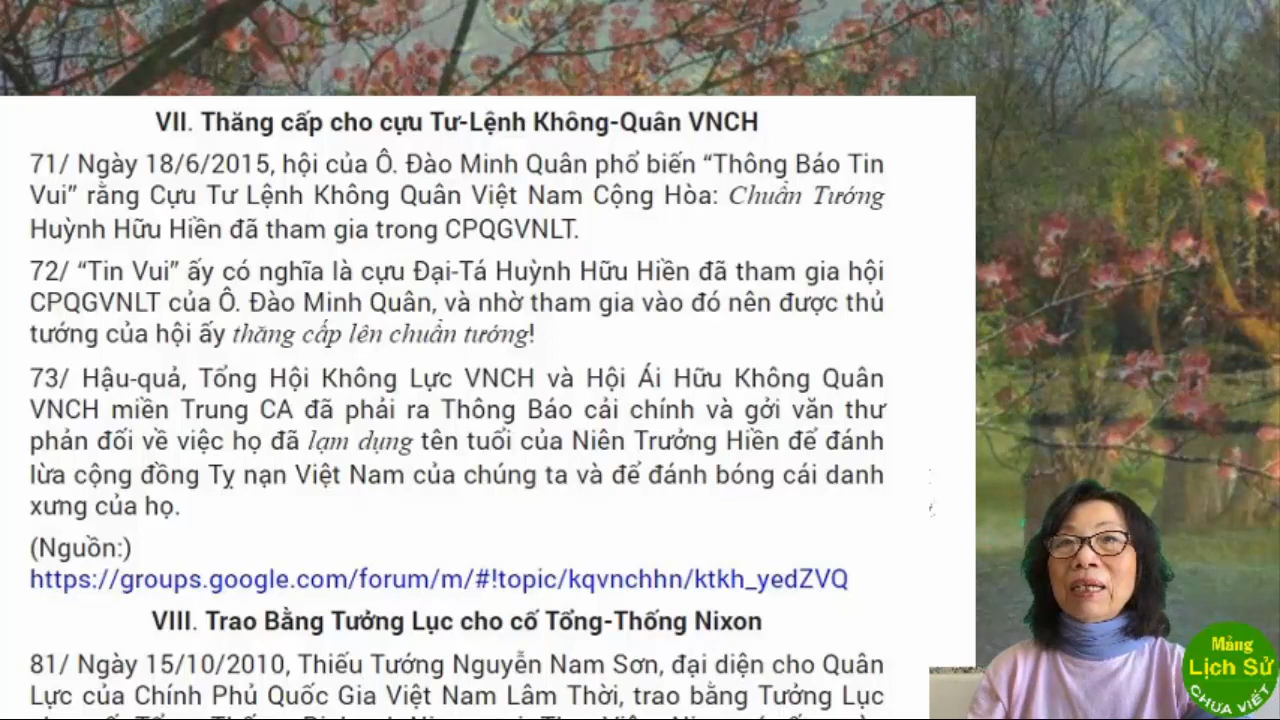 VII. Thăng cấp cho cựu Tư-Lệnh Không-Quân VNCH
71/ Ngày 18/6/2015, hội của Ô. Đào Minh Quân phổ biến “Thông Báo Tin
Vui” rằng Cựu Tư Lệnh Không Quân Việt Nam Cộng Hòa: Chuẩn Tướng
Huỳnh Hữu Hiền đã tham gia trong CPQGVNLT.
72/ “Tin Vui” ấy có nghĩa là cựu Đại-Tá Huỳnh Hữu Hiền đã tham gia hội
CPQGVNLT của Ô. Đào Minh Quân, và nhờ tham gia vào đó nên được thủ
tướng của hội ấy thăng cấp lên chuẩn tướng!
73/ Hậu-quả, Tổng Hội Không Lực VNCH và Hội Ái Hữu Không Quân
VNCH miền Trung CA đã phải ra Thông Báo cải chính và gởi văn thư
phản đối về việc họ đã lạm dụng tên tuổi của Niên Trưởng Hiền để đánh
lừa cộng đồng Tỵ nạn Việt Nam của chúng ta và để đánh bóng cái danh
xưng của họ.
(Nguồn:)
https://groups.google.com/forum/m/#!topic/kqvnchhn/ktkh_yedZVQ
VIII. Trao Bằng Tưởng Lục cho cố Tổng-Thống Nixon
81/ Ngày 15/10/2010, Thiếu Tướng Nguyễn Nam Sơn, đại diện cho Quân
Lực của Chính Phủ Quốc Gia Việt Nam Lâm Thời, trao bằng Tưởng Lục
Mảng
Lịch Sử
CHƯA VIẾT